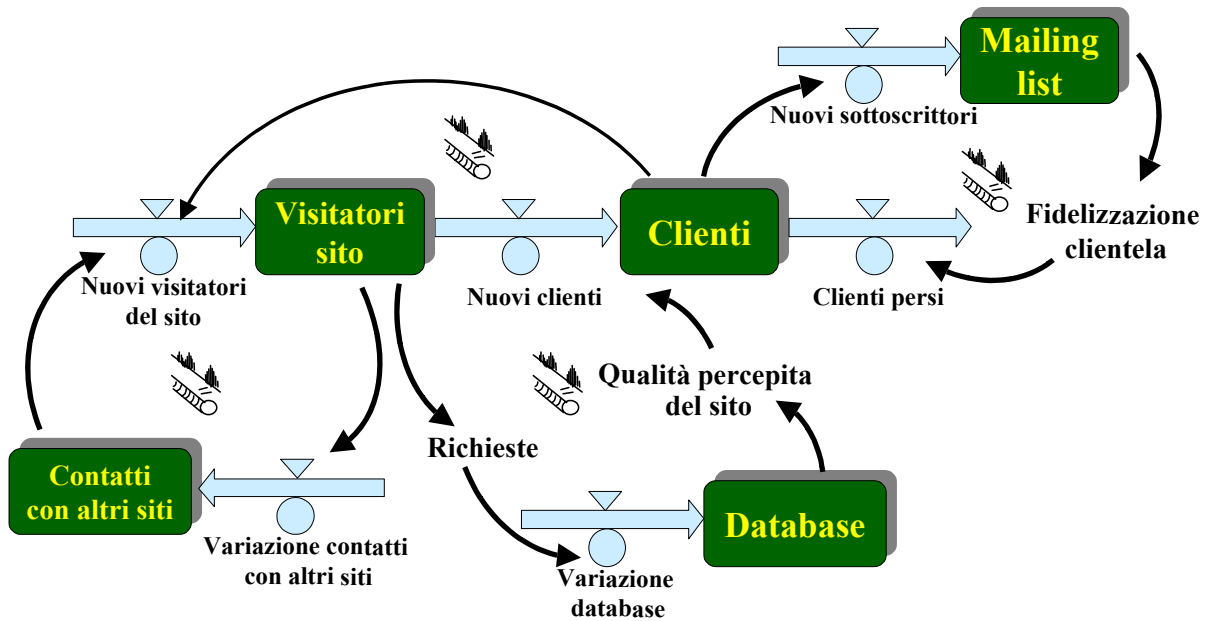 Mailing
list
Nuovi sottoscrittori
Visitatori
sito
Clienti
Fidelizzazione
clientela
Nuovi visitatori
del sito
Nuovi clienti
Clienti persi
Qualità percepita
del sito
Richieste
Contatti
con altri siti
Database
Variazione contatti
con altri siti
Variazione
database